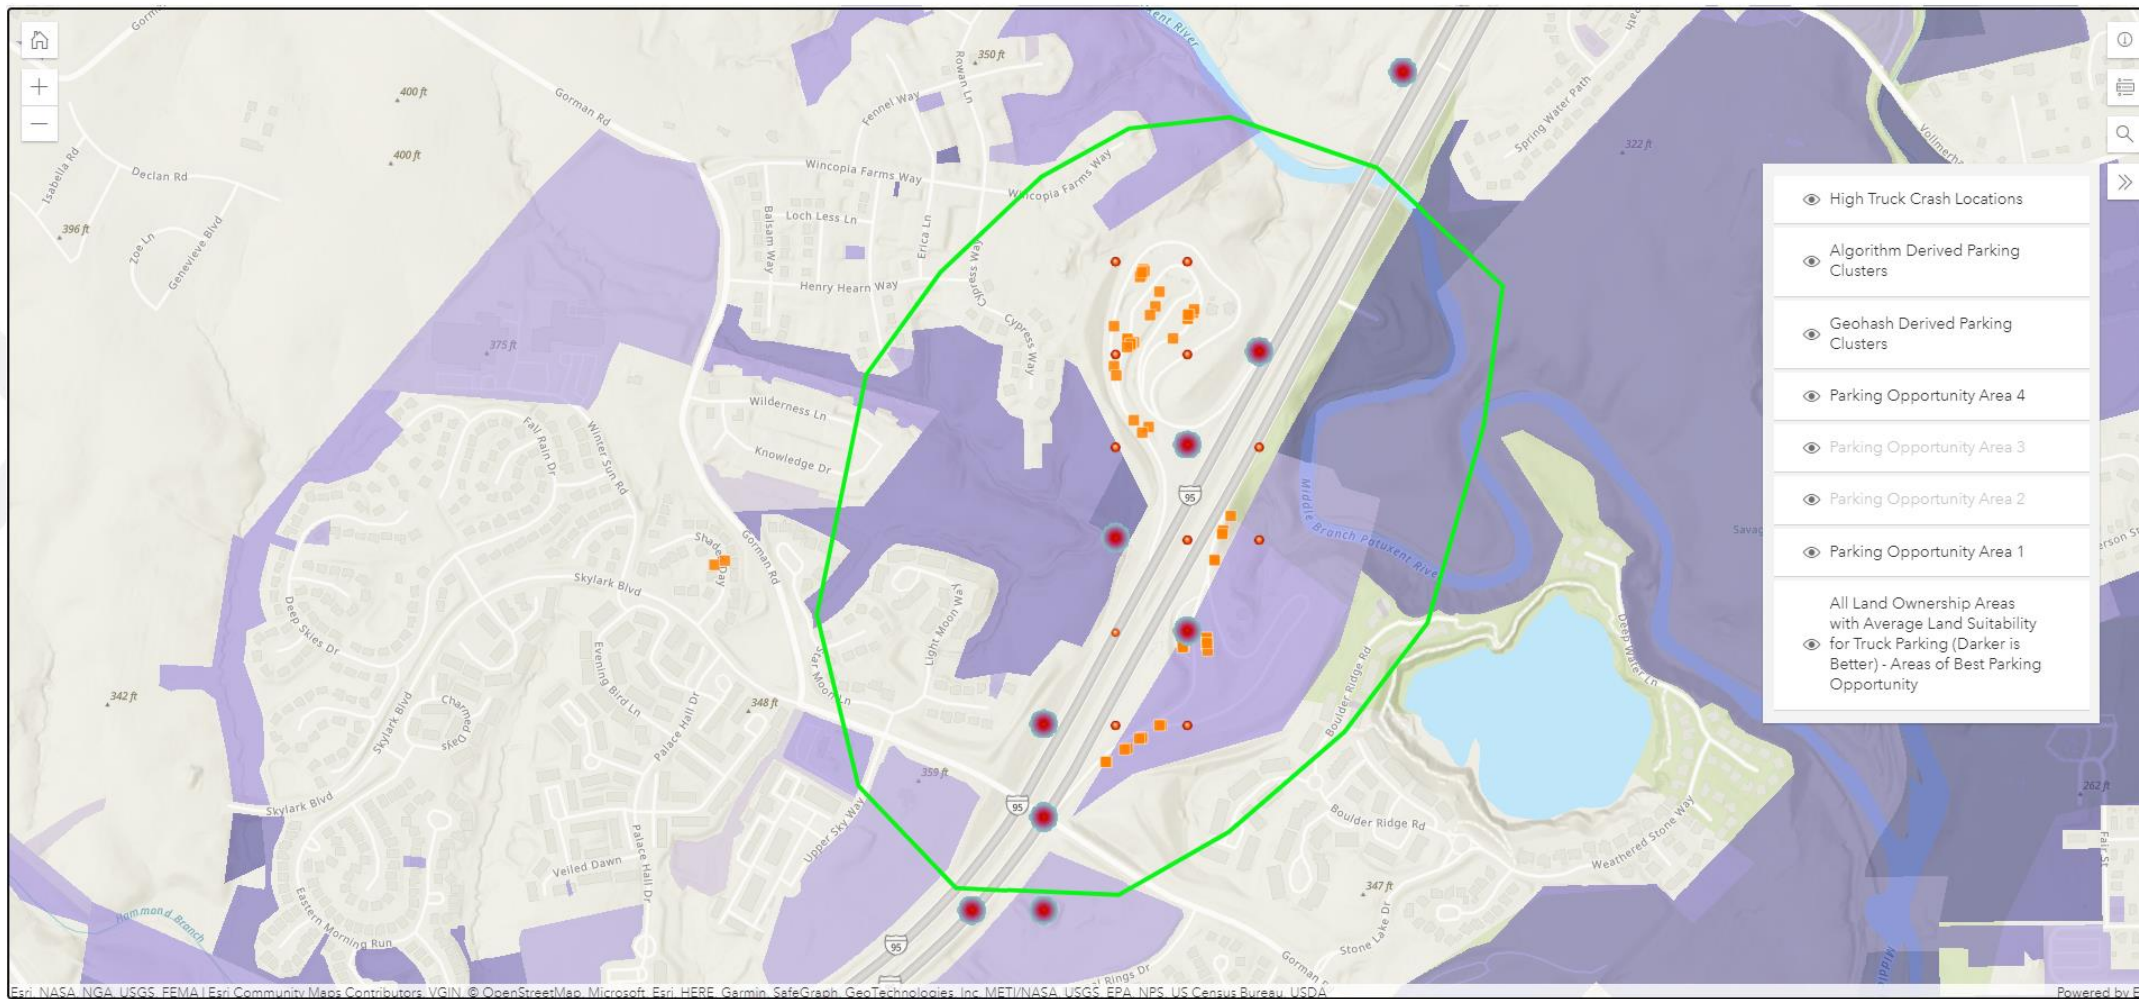 Gorman Rd
350 ft
Rowan Ln
Fennel Way
400 ft
Gorman Rd
400 ft
Isabella Rd
Declan Rd
Wincopia Farms Way
Wincopia Farms Way
Spring Water Path
322 ft
Loch Less Ln
Balsam Way
Erica Ln
Cypress Way
396 ft
Zoe Ln
Genevieve Blvd
Henry Hearn Way
Cypress Way
375 ft
Wilderness Ln
Knowledge Dr
Fall Rain Dr
Winter Sun Rd
95
Middle Branch Patuxent River
Gorman Rd
Skylark Blvd
Deep Skies Dr
Evening Bird Ln
Light Moon Way
Star Moon Ln
Deep Water Ln
Boulder Ridge Rd
342 ft
348 ft
Skylark Blvd
Charmed Days
Palace Hall Dr
359 ft
95
262 ft
Skylark Blvd
Upper Sky Way
Boulder Ridge Rd
Weathered Stone Way
Fair St
Veiled Dawn
Palace Hall Dr
347 ft
Hammond Branch
Eastern Morning Run
Stone Lake Dr
95
High Truck Crash Locations
Algorithm Derived Parking
Clusters
Geohash Derived Parking
Clusters
Parking Opportunity Area 4
Parking Opportunity Area 3
Parking Opportunity Area 2
Parking Opportunity Area 1
All Land Ownership Areas
with Average Land Suitability
for Truck Parking (Darker is
Better) - Areas of Best Parking
Opportunity
Esri, NASA, NGA, USGS, FEMA | Esri Community Maps Contributors, VGIN, © OpenStreetMap, Microsoft, Esri, HERE, Garmin, SafeGraph, GeoTechnologies, Inc, METI/NASA, USGS, EPA, NPS, US Census Bureau, USDA
Powered by E